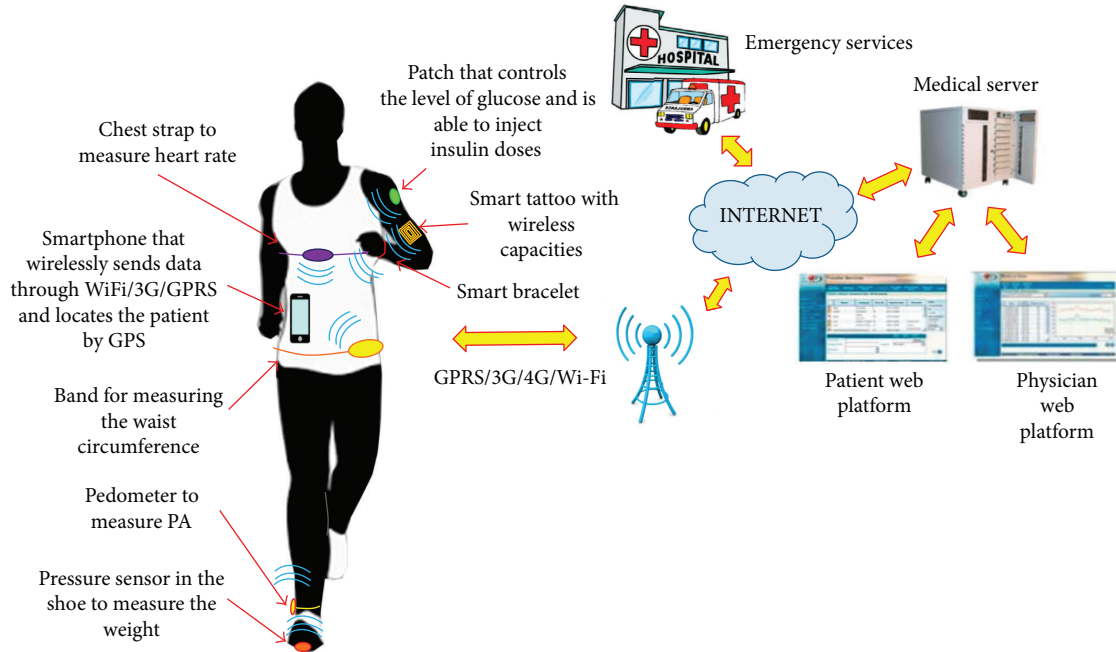 Emergency services
HOSPITAL
AMBULANCE
Medical server
Patch that controls
the level of glucose and is
able to inject
insulin doses
Chest strap to
measure heart rate
Smart tattoo with
wireless
capacities
INTERNET
Smartphone that
wirelessly sends data
through WiFi/3G/GPRS
and locates the patient
by GPS
Smart bracelet
GPRS/3G/4G/Wi-Fi
Patient web
platform
Physician
web
platform
Band for measuring
the waist
circumference
Pedometer to
measure PA
Pressure sensor in the
shoe to measure the
weight